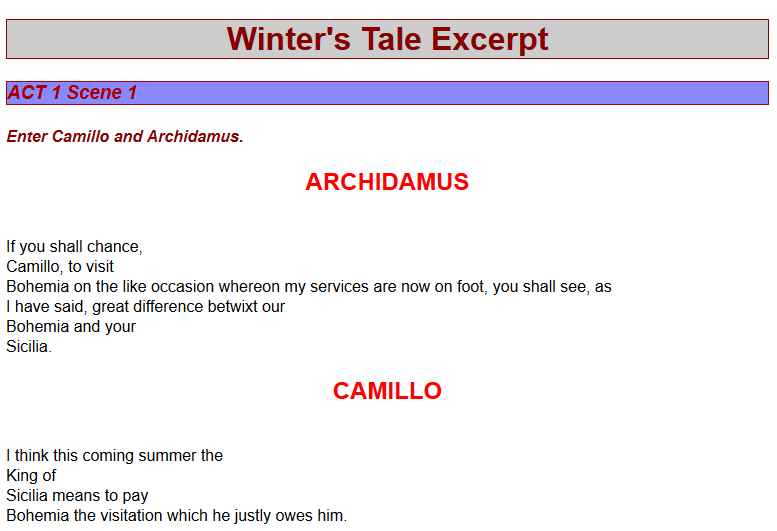 Winter's Tale Excerpt
ACT 1 Scene 1
Enter Camillo and Archidamus.
ARCHIDAMUS
If you shall chance,
Camillo, to visit
Bohemia on the like occasion whereon my services are now on foot, you shall see, as
I have said, great difference betwixt our
Bohemia and your
Sicilia.
CAMILLO
I think this coming summer the
King of
Sicilia means to pay
Bohemia the visitation which he justly owes him.